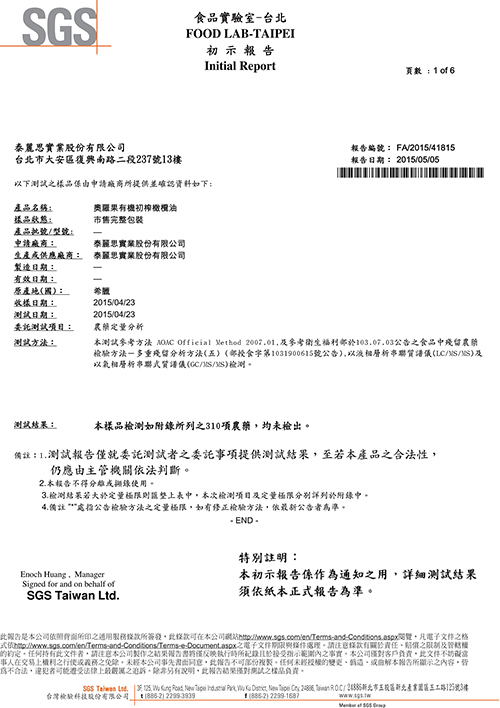 SGS
食品實驗室-台北
FOOD LAB-TAIPEI
初示報告
Initial Report
頁數 : 1 of 6
泰麗思實業股份有限公司
台北市大安區復興南路二段237號13樓
報告編號： FA/2015/41815
報告日期： 2015/05/05
以下測試之樣品係由申請廠商所提供並確認資料如下:
產品名稱: 奧羅果有機初榨橄欖油
樣品狀態: 市售完整包裝
產品批號/型號: —
申請廠商： 泰麗思實業股份有限公司
生產或供應廠商： 泰麗思實業股份有限公司
製造日期： —
有效日期： —
原產地(國)： 希臘
收樣日期： 2015/04/23
測試日期： 2015/04/23
委託測試項目： 農藥定量分析
測試方法： 本測試參考方法 AOAC Official Method 2007.01,及參考衛生福利部於103.07.03公告之食品中殘留農藥
檢驗方法－多重殘留分析方法(五) (部授食字第1031900615號公告),以液相層析串聯質譜儀(LC/MS/MS)及
以氣相層析串聯式質譜儀(GC/MS/MS)檢測。
測試結果： 本樣品檢測如附錄所列之310項農藥，均未檢出。
備註：1.測試報告僅就委託測試者之委託事項提供測試結果，至若本產品之合法性，
仍應由主管機關依法判斷。
2.本報告不得分離或擷錄使用。
3.檢測結果若大於定量極限則匯整上表中，本次檢測項目及定量極限分別詳列於附錄中。
4.備註 "*"處指公告檢驗方法之定量極限，如有修正檢驗方法，依最新公告者為準。
- END -
特別註明：
本初示報告係作為通知之用，詳細測試結果
須依紙本正式報告為準。
Enoch Huang , Manager
Signed for and on behalf of
SGS Taiwan Ltd.
此報告是本公司依照背面所印之通用服務條款所簽發，此條款可在本公司網站http://www.sgs.com/en/Terms-and-Conditions.aspx閱覽，凡電子文件之格
式依http://www.sgs.com/en/Terms-and-Conditions/Terms-e-Document.aspx之電子文件期限與條件處理。請注意條款有關於責任、賠償之限制及管轄權
的約定。任何持有此文件者，請注意本公司製作之結果報告書將僅反映執行時所紀錄且於接受指示範圍內之事實。本公司僅對客戶負責，此文件不妨礙當
事人在交易上權利之行使或義務之免除。未經本公司事先書面同意，此報告不可部份複製。任何未經授權的變更、偽造、或曲解本報告所顯示之內容，皆
為不合法，違犯者可能遭受法律上最嚴厲之追訴。除非另有說明，此報告結果僅對測試之樣品負責。
SGS Taiwan Ltd.
台灣檢驗科技股份有限公司
3F, 125, Wu Kung Road, New Taipei Industrial Park, Wu Ku District, New Taipei City, 24886, Taiwan R.O.C./ 24886新北市五股區新北產業園區五工路125號3樓
t (886-2) 2299-3939 f (886-2) 2299-1687 www.sgs.tw
Member of SGS Group